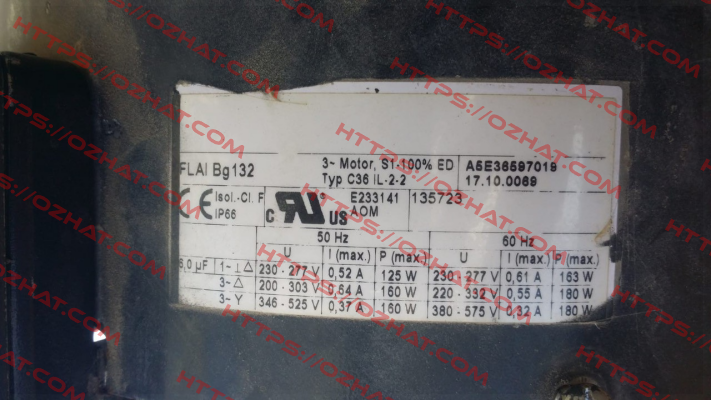 FLAI Bg132
3~ Motor, S1-100% ED
Typ C36 IL-2-2
A5E36597019
17.10.0069
CE Isol.-Cl. F
IP66
C RU US
E233141
AOM
135723
50 Hz 60 Hz
U I (max.) P (max.) U I (max.) P (max.)
6,0 µF 1~ ⊥ △ 230 - 277 V 0,52 A 125 W 230 - 277 V 0,61 A 163 W
3~ △ 200 - 303 V 0,64 A 160 W 220 - 332 V 0,55 A 180 W
3~ Y 346 - 525 V 0,37 A 160 W 380 - 575 V 0,32 A 180 W
HTTPS://OZHAT.COM